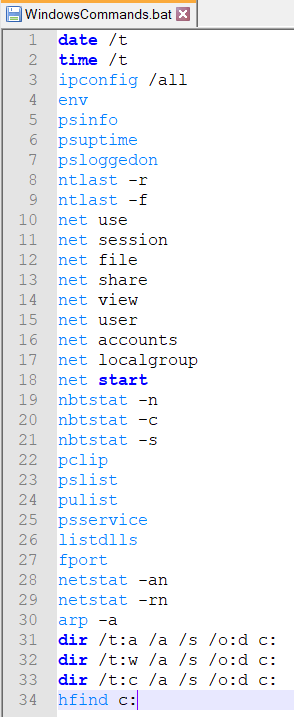 WindowsCommands.bat
1 date /t
2 time /t
3 ipconfig /all
4 env
5 psinfo
6 psuptime
7 psloggedon
8 ntlast -r
9 ntlast -f
10 net use
11 net session
12 net file
13 net share
14 net view
15 net user
16 net accounts
17 net localgroup
18 net start
19 nbtstat -n
20 nbtstat -c
21 nbtstat -s
22 pclip
23 pslist
24 pulist
25 psservice
26 listdlls
27 fport
28 netstat -an
29 netstat -rn
30 arp -a
31 dir /t:a /a /s /o:d c:
32 dir /t:w /a /s /o:d c:
33 dir /t:c /a /s /o:d c:
34 hfind c: